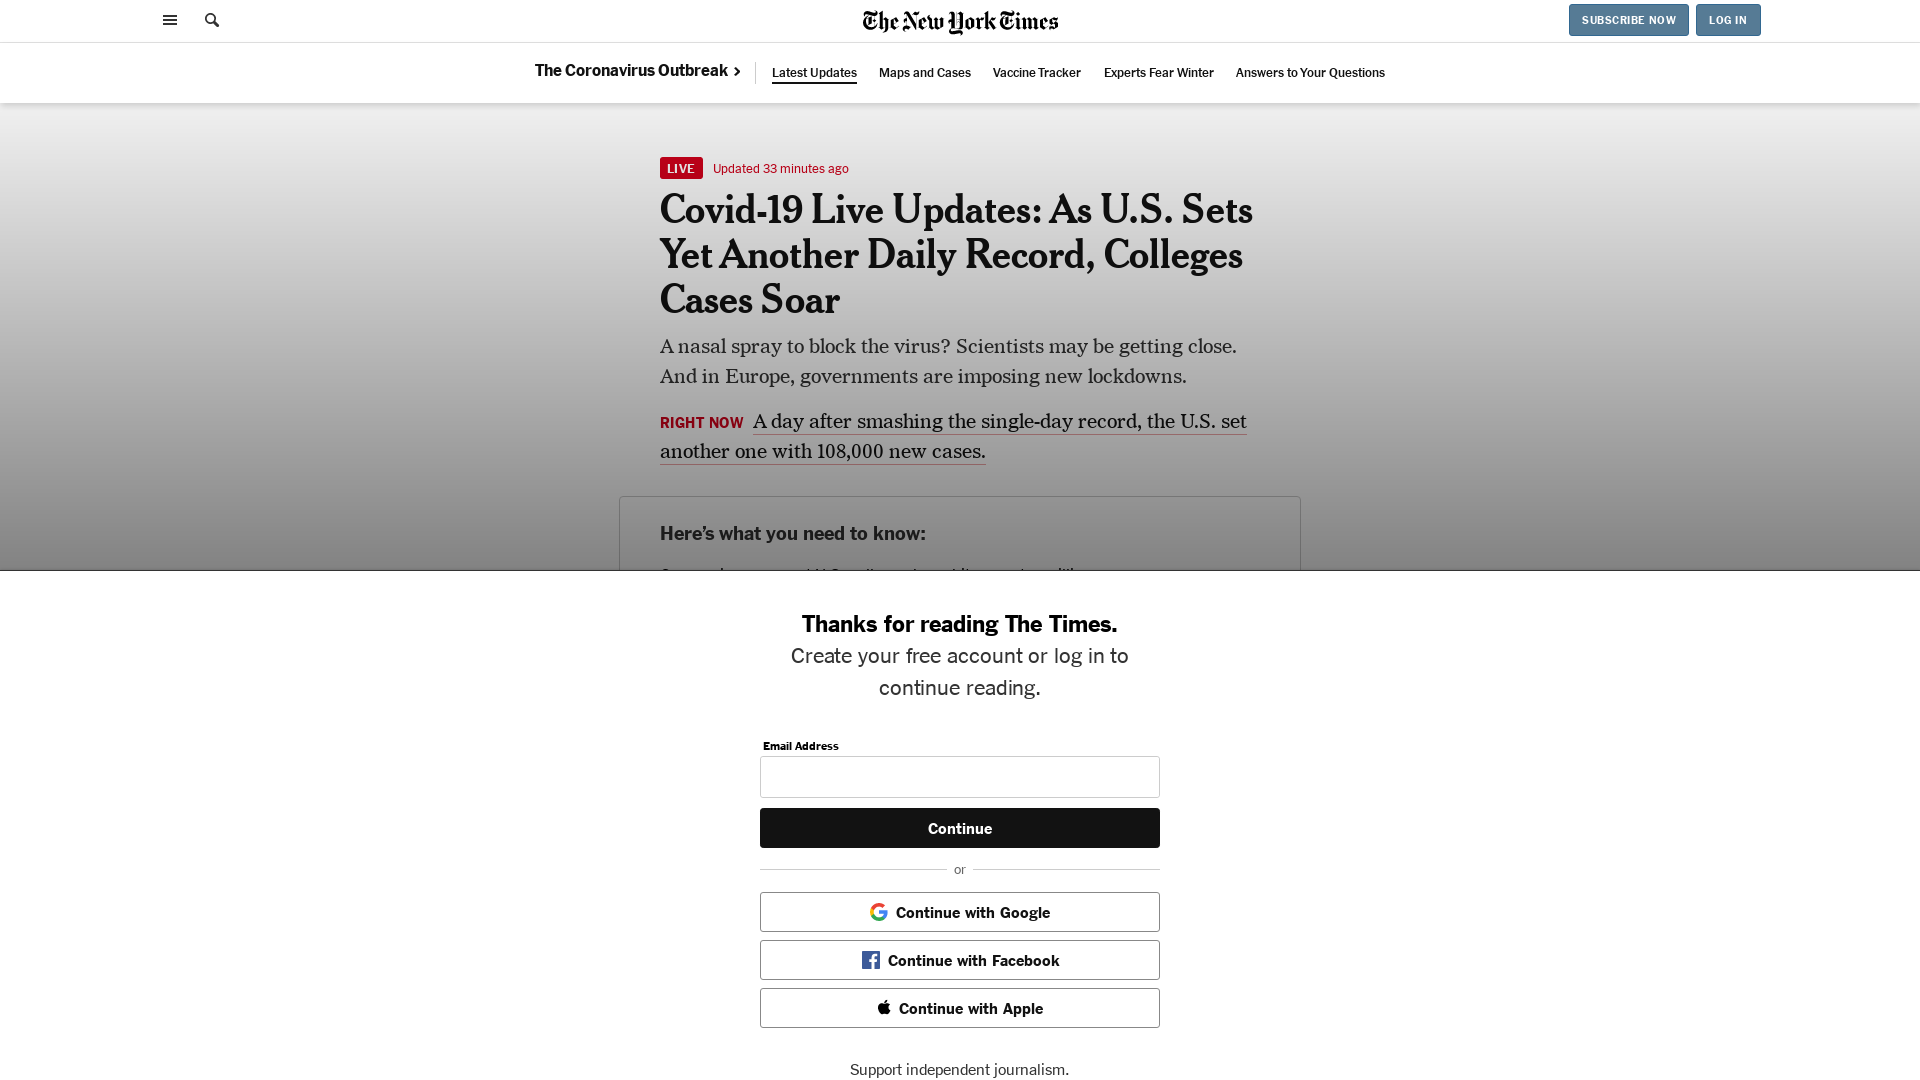 The New York Times
SUBSCRIBE NOW
LOG IN
The Coronavirus Outbreak
Latest Updates
Maps and Cases
Vaccine Tracker
Experts Fear Winter
Answers to Your Questions
LIVE Updated 33 minutes ago
Covid-19 Live Updates: As U.S. Sets
Yet Another Daily Record, Colleges
Cases Soar
A nasal spray to block the virus? Scientists may be getting close.
And in Europe, governments are imposing new lockdowns.
RIGHT NOW A day after smashing the single-day record, the U.S. set
another one with 108,000 new cases.
Here’s what you need to know:
Thanks for reading The Times.
Create your free account or log in to
continue reading.
Email Address
Continue
or
Continue with Google
Continue with Facebook
Continue with Apple
Support independent journalism.